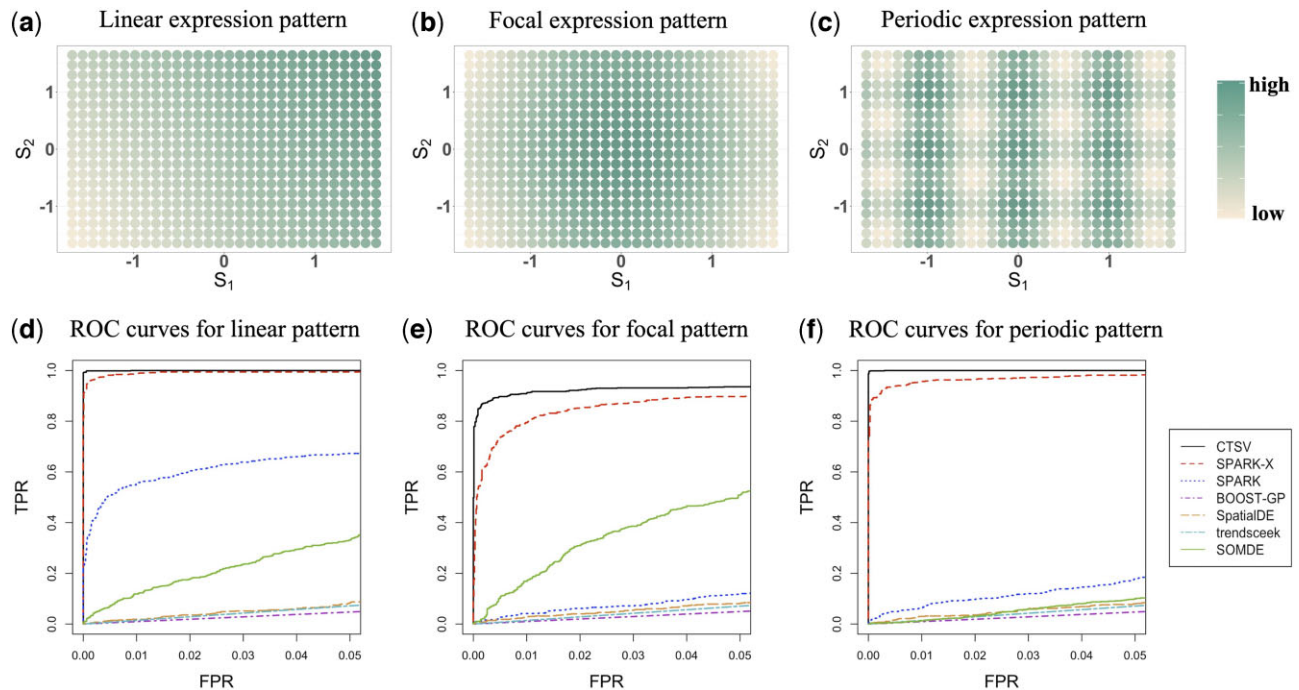 (a) Linear expression pattern
(b) Focal expression pattern
(c) Periodic expression pattern
S2
1
0
-1
-1 0 1
S1
S2
1
0
-1
-1 0 1
S1
S2
1
0
-1
-1 0 1
S1
high
low
(d) ROC curves for linear pattern
(e) ROC curves for focal pattern
(f) ROC curves for periodic pattern
TPR
1.0
0.8
0.6
0.4
0.2
0.0
0.00 0.01 0.02 0.03 0.04 0.05
FPR
TPR
1.0
0.8
0.6
0.4
0.2
0.0
0.00 0.01 0.02 0.03 0.04 0.05
FPR
TPR
1.0
0.8
0.6
0.4
0.2
0.0
0.00 0.01 0.02 0.03 0.04 0.05
FPR
CTSV
SPARK-X
SPARK
BOOST-GP
SpatialDE
trendsceek
SOMDE